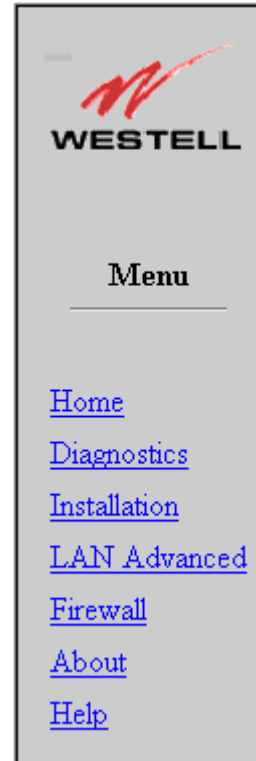 WESTELL
Menu
Home
Diagnostics
Installation
LAN Advanced
Firewall
About
Help